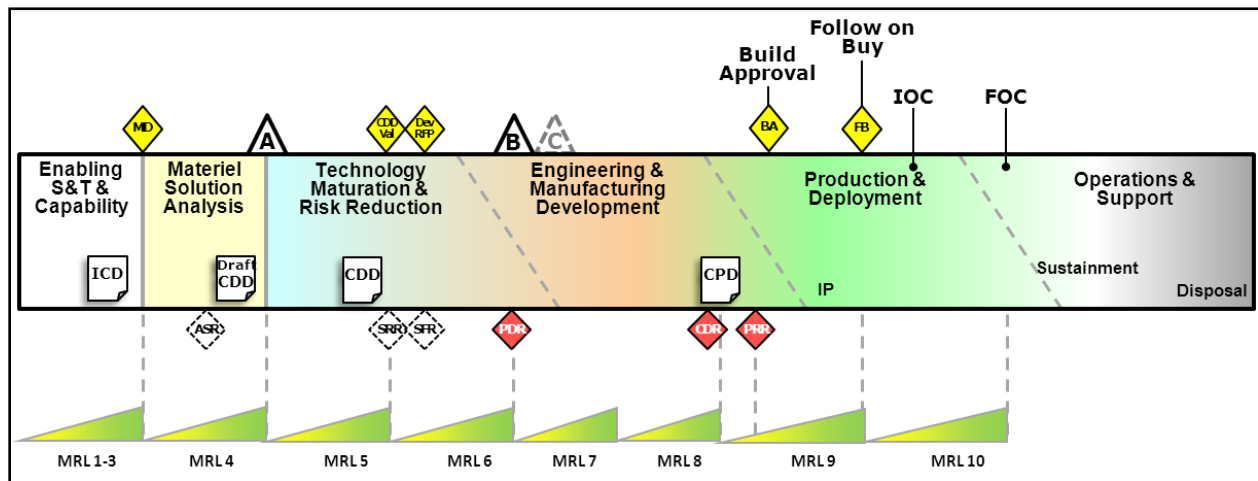 Follow on
Buy
Build
Approval
IOC
FOC
MD
A
CDD
Val
Dev
RFP
B
C
BA
FB
Enabling
S&T &
Capability
Materiel
Solution
Analysis
Technology
Maturation &
Risk Reduction
Engineering &
Manufacturing
Development
Production &
Deployment
Operations &
Support
ICD
Draft
CDD
CDD
CPD
IP
Sustainment
Disposal
ASR
SRR
SFR
PDR
CDR
PRR
MRL 1-3
MRL 4
MRL 5
MRL 6
MRL 7
MRL 8
MRL 9
MRL 10